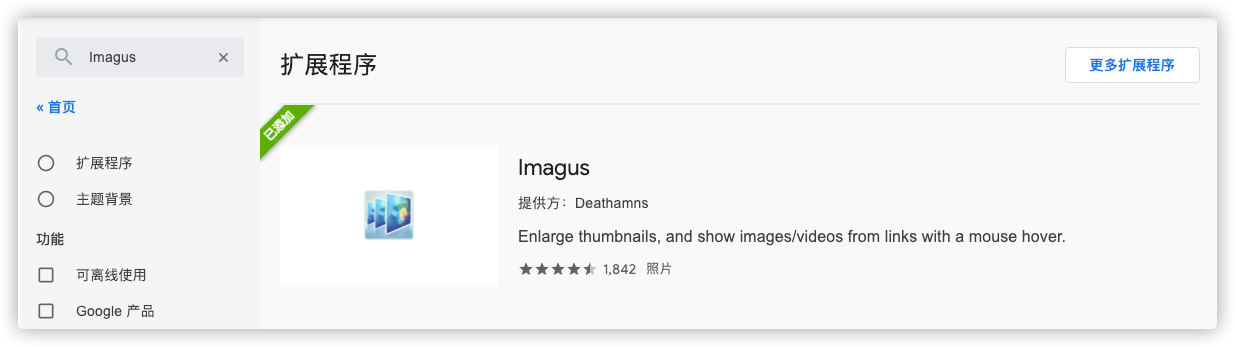 Imagus
« 首页
扩展程序
主题背景
功能
可离线使用
Google 产品
扩展程序
更多扩展程序
已添加
Imagus
提供方：Deathamns
Enlarge thumbnails, and show images/videos from links with a mouse hover.
1,842 照片